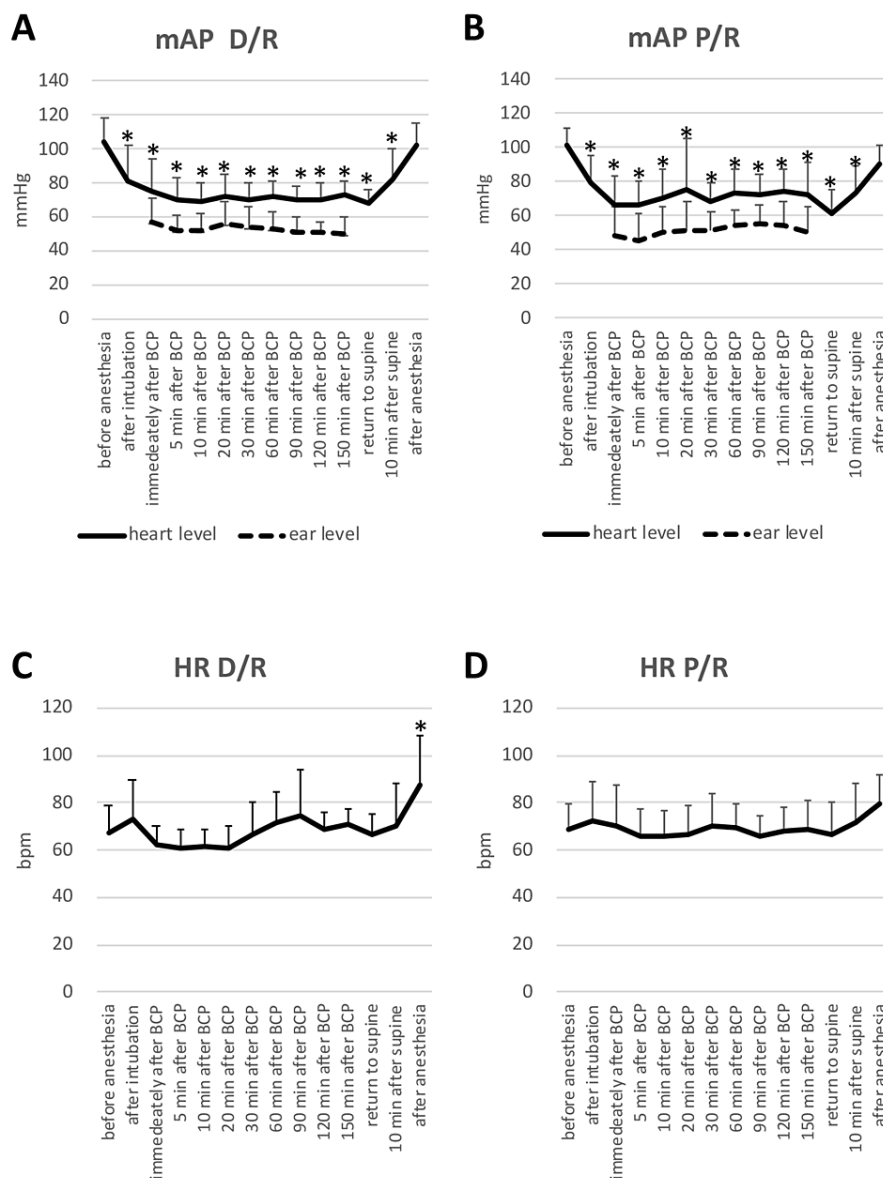 A
mAP D/R
140
120
100
80
60
40
20
0
mmHg
* * * * * * * * * * * *
before anesthesia
after intubation
immedeately after BCP
5 min after BCP
10 min after BCP
20 min after BCP
30 min after BCP
60 min after BCP
90 min after BCP
120 min after BCP
150 min after BCP
return to supine
10 min after supine
after anesthesia
heart level
ear level
B
mAP P/R
140
120
100
80
60
40
20
0
mmHg
* * * * * * * * * * * *
before anesthesia
after intubation
immedeately after BCP
5 min after BCP
10 min after BCP
20 min after BCP
30 min after BCP
60 min after BCP
90 min after BCP
120 min after BCP
150 min after BCP
return to supine
10 min after supine
after anesthesia
heart level
ear level
C
HR D/R
120
100
80
60
40
20
0
bpm
*
before anesthesia
after intubation
immediately after BCP
5 min after BCP
10 min after BCP
20 min after BCP
30 min after BCP
60 min after BCP
90 min after BCP
120 min after BCP
150 min after BCP
return to supine
10 min after supine
after anesthesia
D
HR P/R
120
100
80
60
40
20
0
bpm
before anesthesia
after intubation
immediately after BCP
5 min after BCP
10 min after BCP
20 min after BCP
30 min after BCP
60 min after BCP
90 min after BCP
120 min after BCP
150 min after BCP
return to supine
10 min after supine
after anesthesia